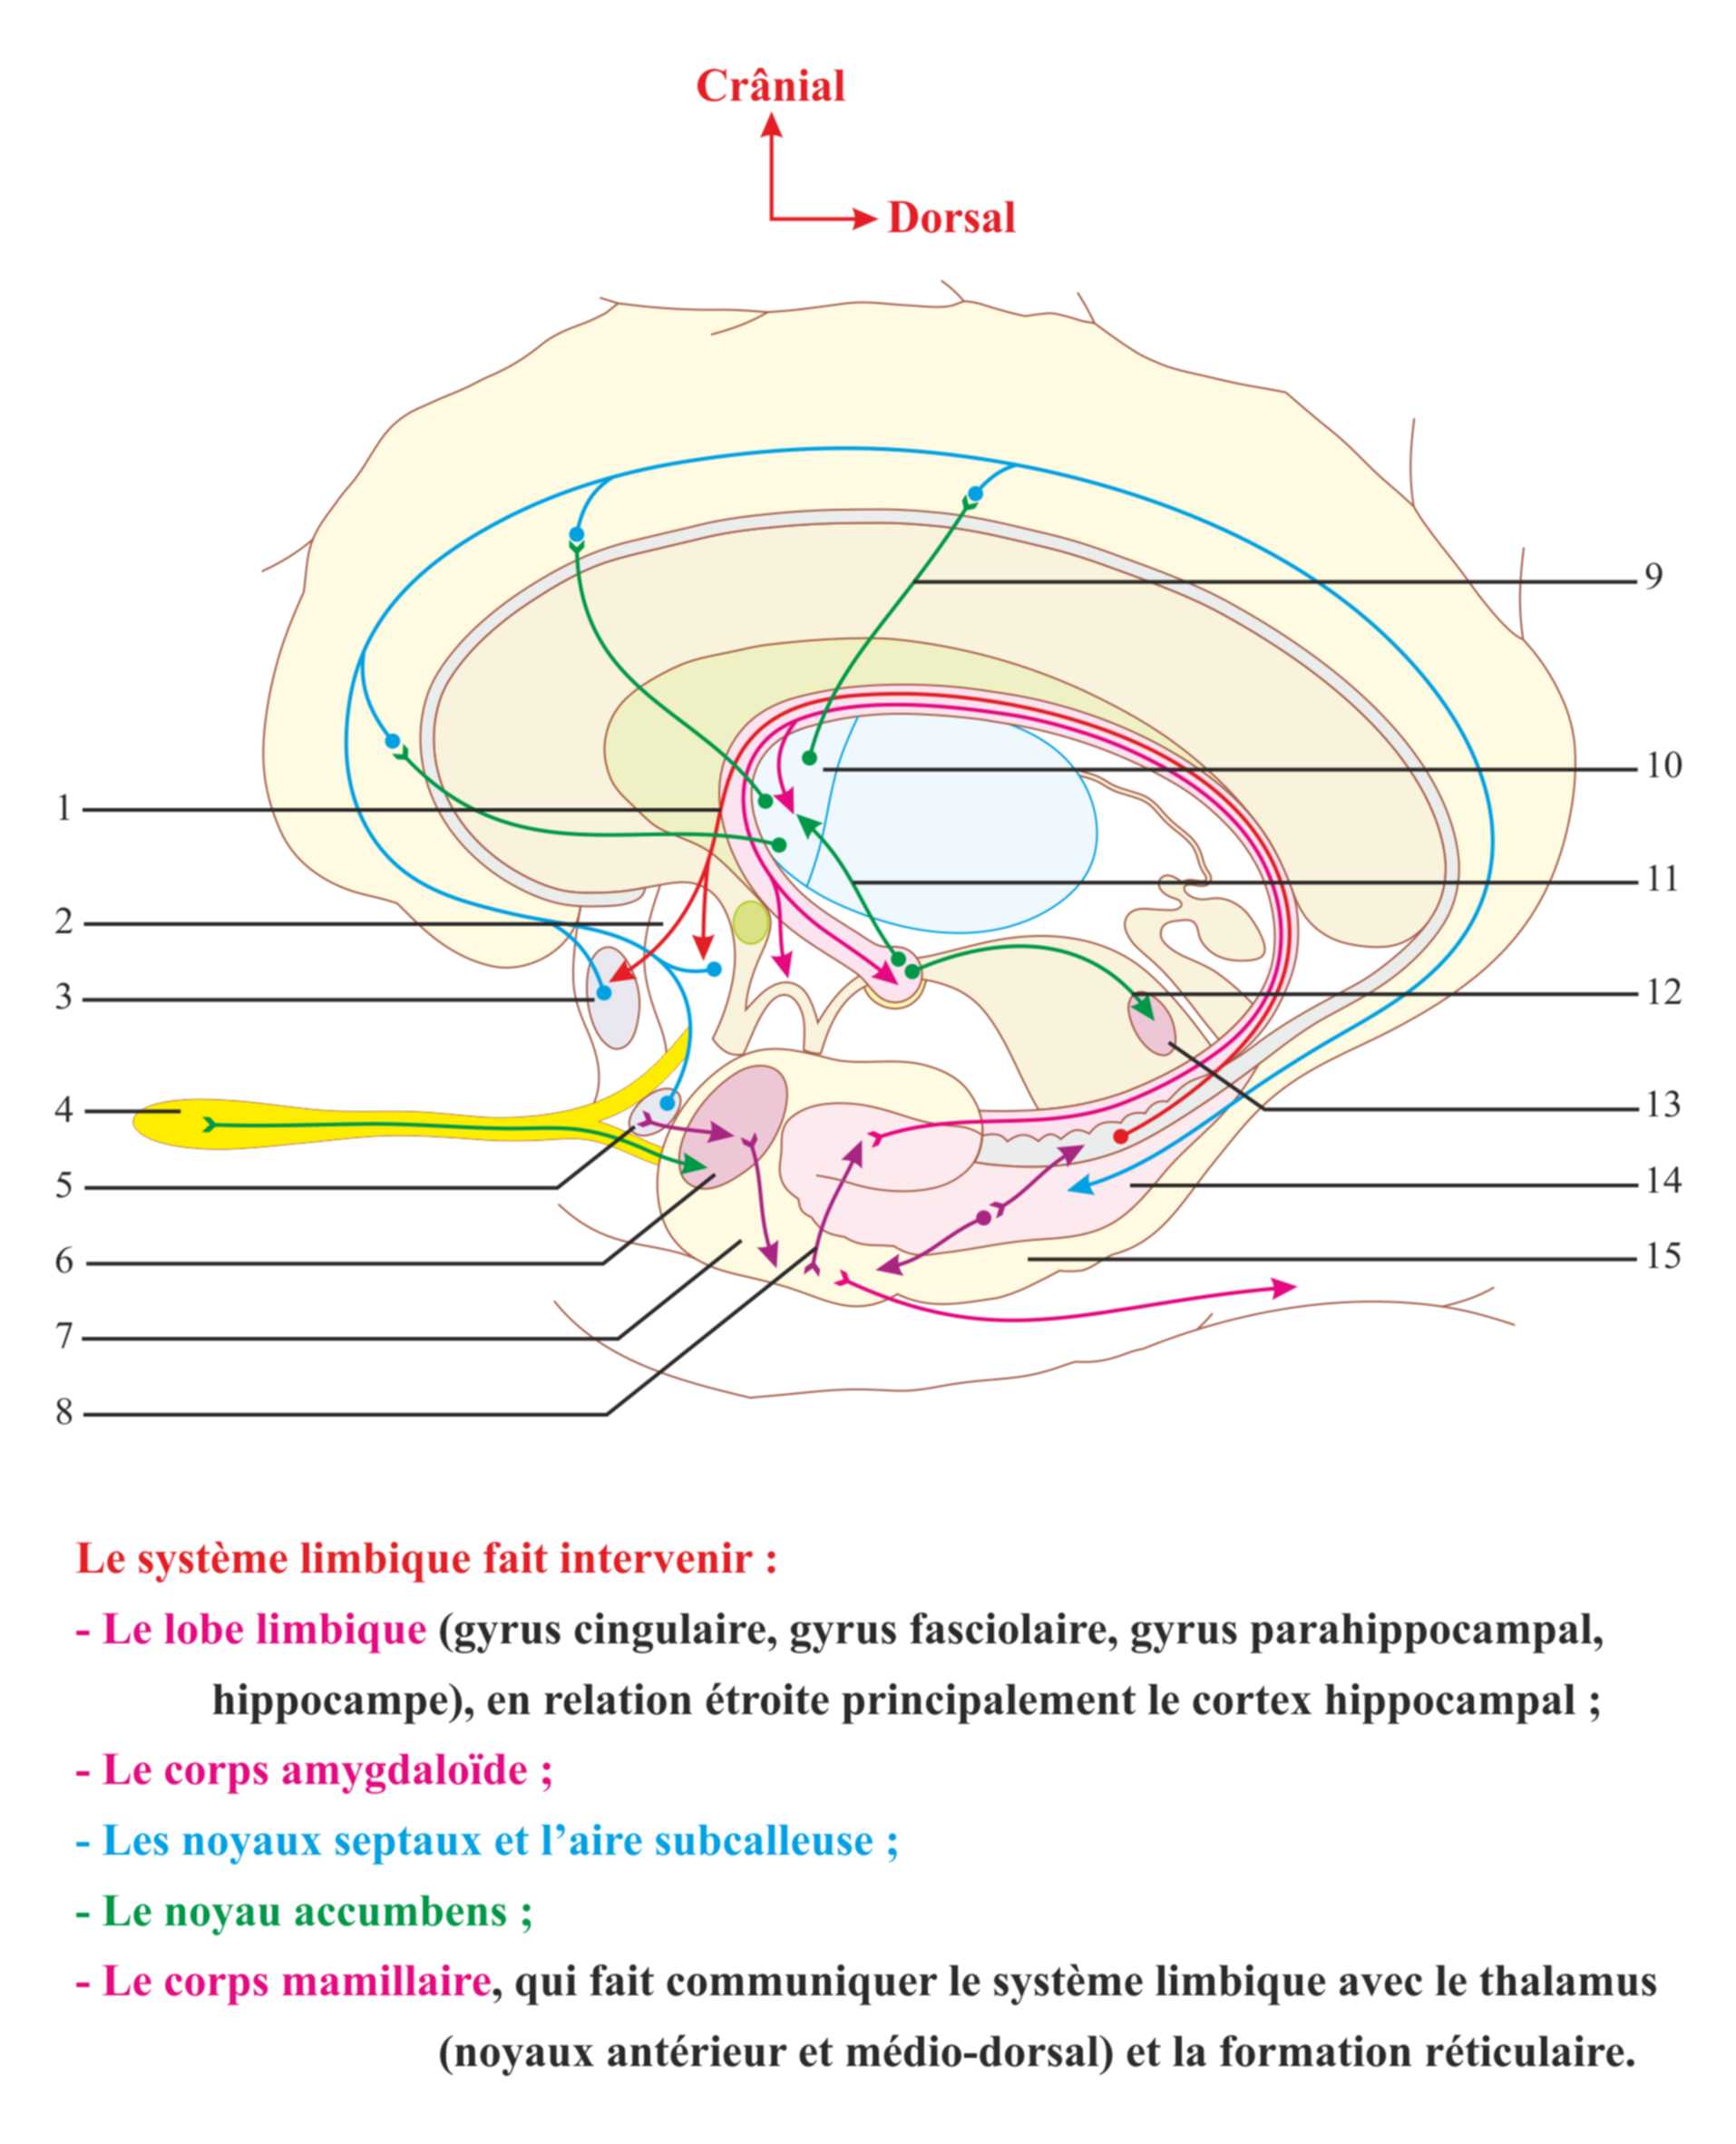 Crânial
Dorsal
9
10
1
11
2
12
3
13
4
14
5
15
6
7
8
Le système limbique fait intervenir :
- Le lobe limbique (gyrus cingulaire, gyrus fasciolaire, gyrus parahippocampal,
hippocampe), en relation étroite principalement le cortex hippocampal ;
- Le corps amygdaloïde ;
- Les noyaux septaux et l’aire subcalleuse ;
- Le noyau accumbens ;
- Le corps mamillaire, qui fait communiquer le système limbique avec le thalamus
(noyaux antérieur et médio-dorsal) et la formation réticulaire.